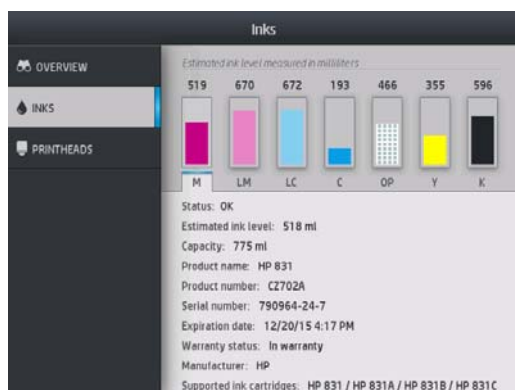 Inks
OVERVIEW
INKS
PRINTHEADS
Estimated ink level measured in milliliters
519 670 672 193 466 355 596
M LM LC C OP Y K
Status: OK
Estimated ink level: 518 ml
Capacity: 775 ml
Product name: HP 831
Product number: CZ702A
Serial number: 790964-24-7
Expiration date: 12/20/15 4:17 PM
Warranty status: In warranty
Manufacturer: HP
Supported ink cartridges: HP 831 / HP 831A / HP 831B / HP 831C